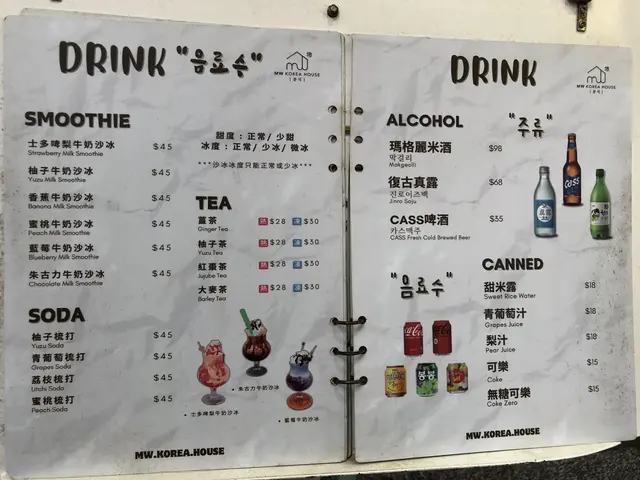 DRINK "음료수"
MW KOREA HOUSE
SMOOTHIE
士多啤梨牛奶沙冰 $45
Strawberry Milk Smoothie
柚子牛奶沙冰 $45
Yuzu Milk Smoothie
香蕉牛奶沙冰 $45
Banana Milk Smoothie
蜜桃牛奶沙冰 $45
Peach Milk Smoothie
藍莓牛奶沙冰 $45
Blueberry Milk Smoothie
朱古力牛奶沙冰 $45
Chocolate Milk Smoothie
SODA
柚子梳打 $45
Yuzu Soda
青葡萄梳打 $45
Grapes Soda
荔枝梳打 $45
Litchi Soda
蜜桃梳打 $45
Peach Soda
甜度：正常/少甜
冰度：正常/少冰/微冰
***沙冰冰度只能正常或少冰***
TEA
薑茶 熱 $28 凍 $30
Ginger Tea
柚子茶 熱 $28 凍 $30
Yuzu Tea
紅棗茶 熱 $28 凍 $30
Jujube Tea
大麥茶 熱 $28 凍 $30
Barley Tea
• 朱古力牛奶沙冰
• 士多啤梨牛奶沙冰
• 藍莓牛奶沙冰
MW.KOREA.HOUSE
DRINK
MW KOREA HOUSE
ALCOHOL
"주류"
瑪格麗米酒 $98
막걸리
Makgeolli
復古真露 $68
진로이즈백
Jinro Soju
CASS啤酒 $35
카스맥주
CASS Fresh Cold Brewed Beer
Cass
"음료수"
CANNED
甜米露 $18
Sweet Rice Water
青葡萄汁 $18
Grapes Juice
梨汁 $18
Pear Juice
可樂 $15
Coke
無糖可樂 $15
Coke Zero
MW.KOREA.HOUSE